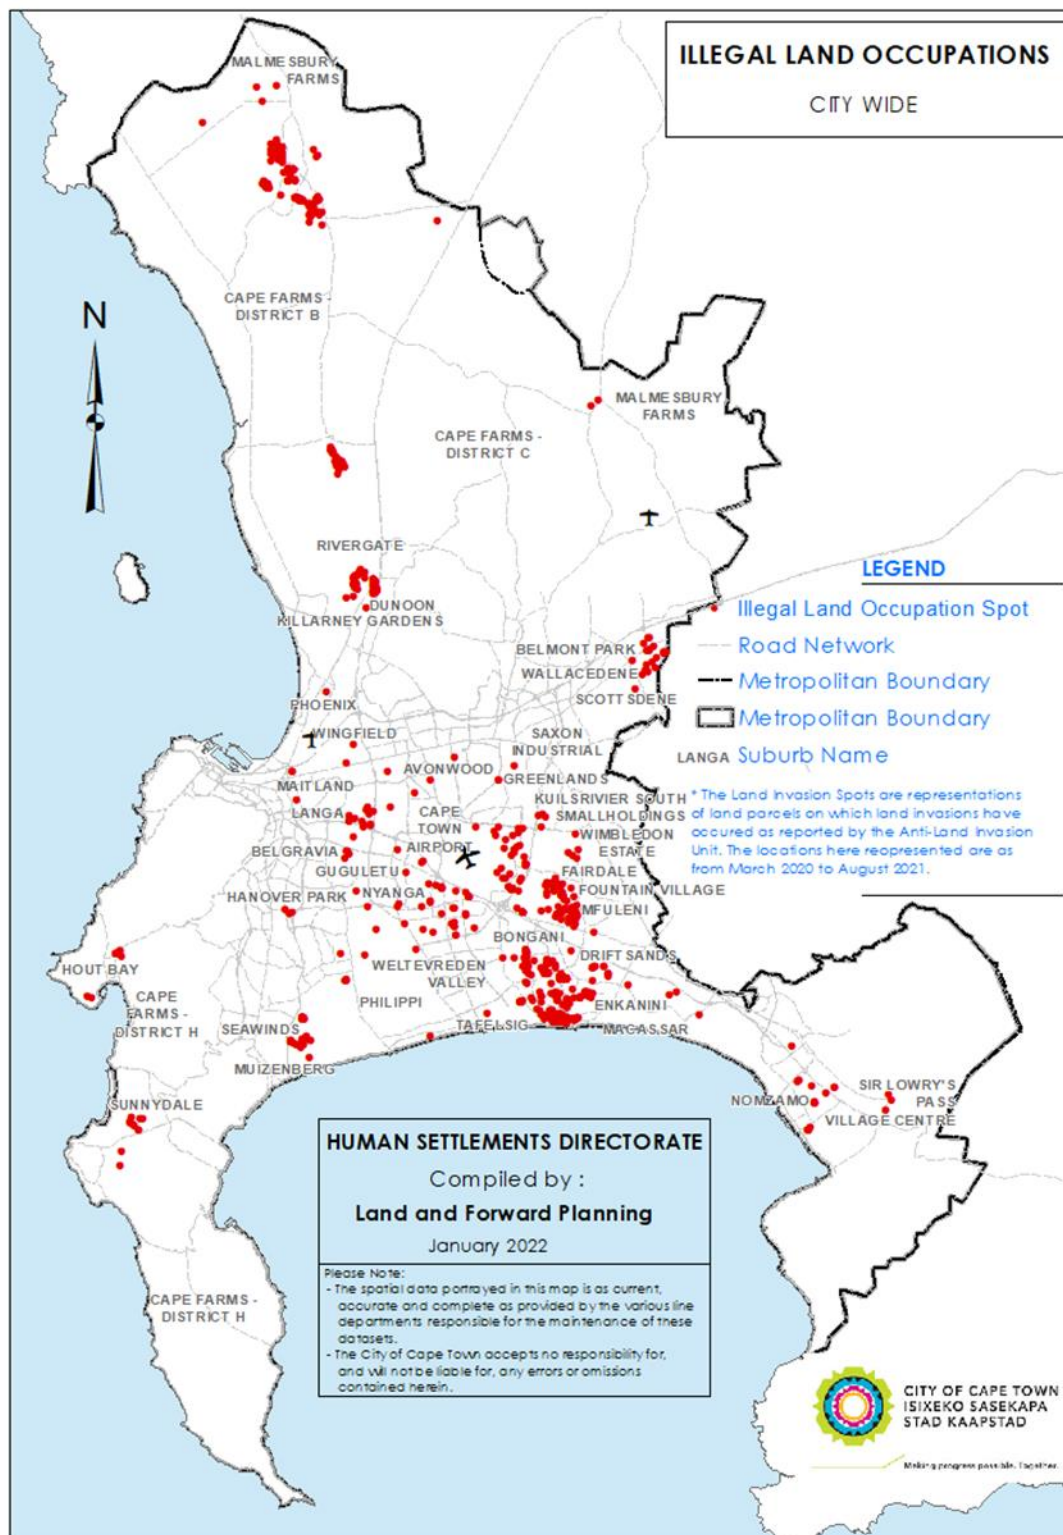 ILLEGAL LAND OCCUPATIONS
CITY WIDE
MALMESBURY
FARMS
CAPE FARMS -
DISTRICT B
N
MALMESBURY
FARMS
CAPE FARMS -
DISTRICT C
RIVERGATE
DUNOON
KILLARNEY GARDENS
BELMONT PARK
WALLACEDENE
SCOTTSDENE
PHOENIX
WINGFIELD
SAXON
INDUSTRIAL
AVONWOOD
GREENLANDS
MAITLAND
KUILSRIVIER SOUTH
SMALLHOLDINGS
LANGA
CAPE
TOWN
AIRPORT
WIMBLEDON
ESTATE
BELGRAVIA
GUGULETU
FAIRDALE
HANOVER PARK
NYANGA
FOUNTAIN VILLAGE
MFULENI
BONGANI
HOUT BAY
WELTEVREDEN
VALLEY
DRIFTSANDS
CAPE
FARMS -
DISTRICT H
PHILIPPI
ENKANINI
SEAWINDS
TAFELSIG
MACASSAR
MUIZENBERG
SUNNYDALE
NOMZAMO
SIR LOWRY'S
PASS
VILLAGE CENTRE
CAPE FARMS -
DISTRICT H
LEGEND
Illegal Land Occupation Spot
Road Network
Metropolitan Boundary
Metropolitan Boundary
LANGA Suburb Name
* The Land Invasion Spots are representations
of land parcels on which land invasions have
occured as reported by the Anti-Land Invasion
Unit. The locations here reopresented are as
from March 2020 to August 2021.
HUMAN SETTLEMENTS DIRECTORATE
Compiled by :
Land and Forward Planning
January 2022
Please Note:
- The spatial data portrayed in this map is as current,
accurate and complete as provided by the various line
departments responsible for the maintenance of these
datasets.
- The City of Cape Town accepts no responsibility for,
and will not be liable for, any errors or omissions
contained herein.
CITY OF CAPE TOWN
ISIXEKO SASEKAPA
STAD KAAPSTAD
Making progress possible. Together.